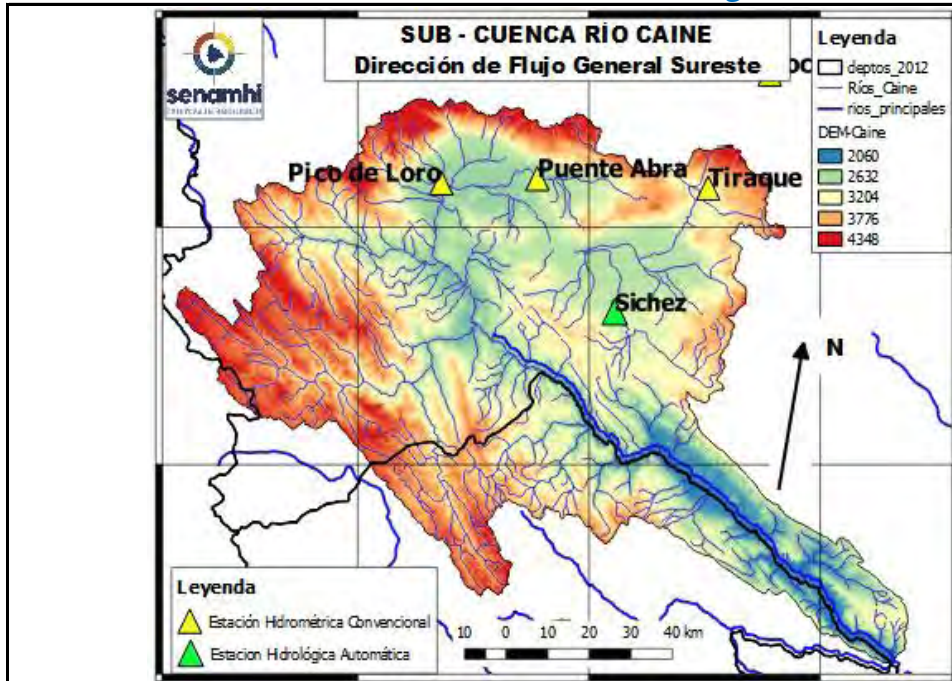 SUB - CUENCA RÍO CAINE
Dirección de Flujo General Sureste
senamhi
Leyenda
deptos_2012
Ríos_Caine
rios_principales
DEM-Caine
2060
2632
3204
3776
4348
Pico de Loro
Puente Abra
Tiraque
Sichez
N
Leyenda
Estación Hidrométrica Convencional
Estacion Hidrológica Automática
10 0 10 20 30 40 km